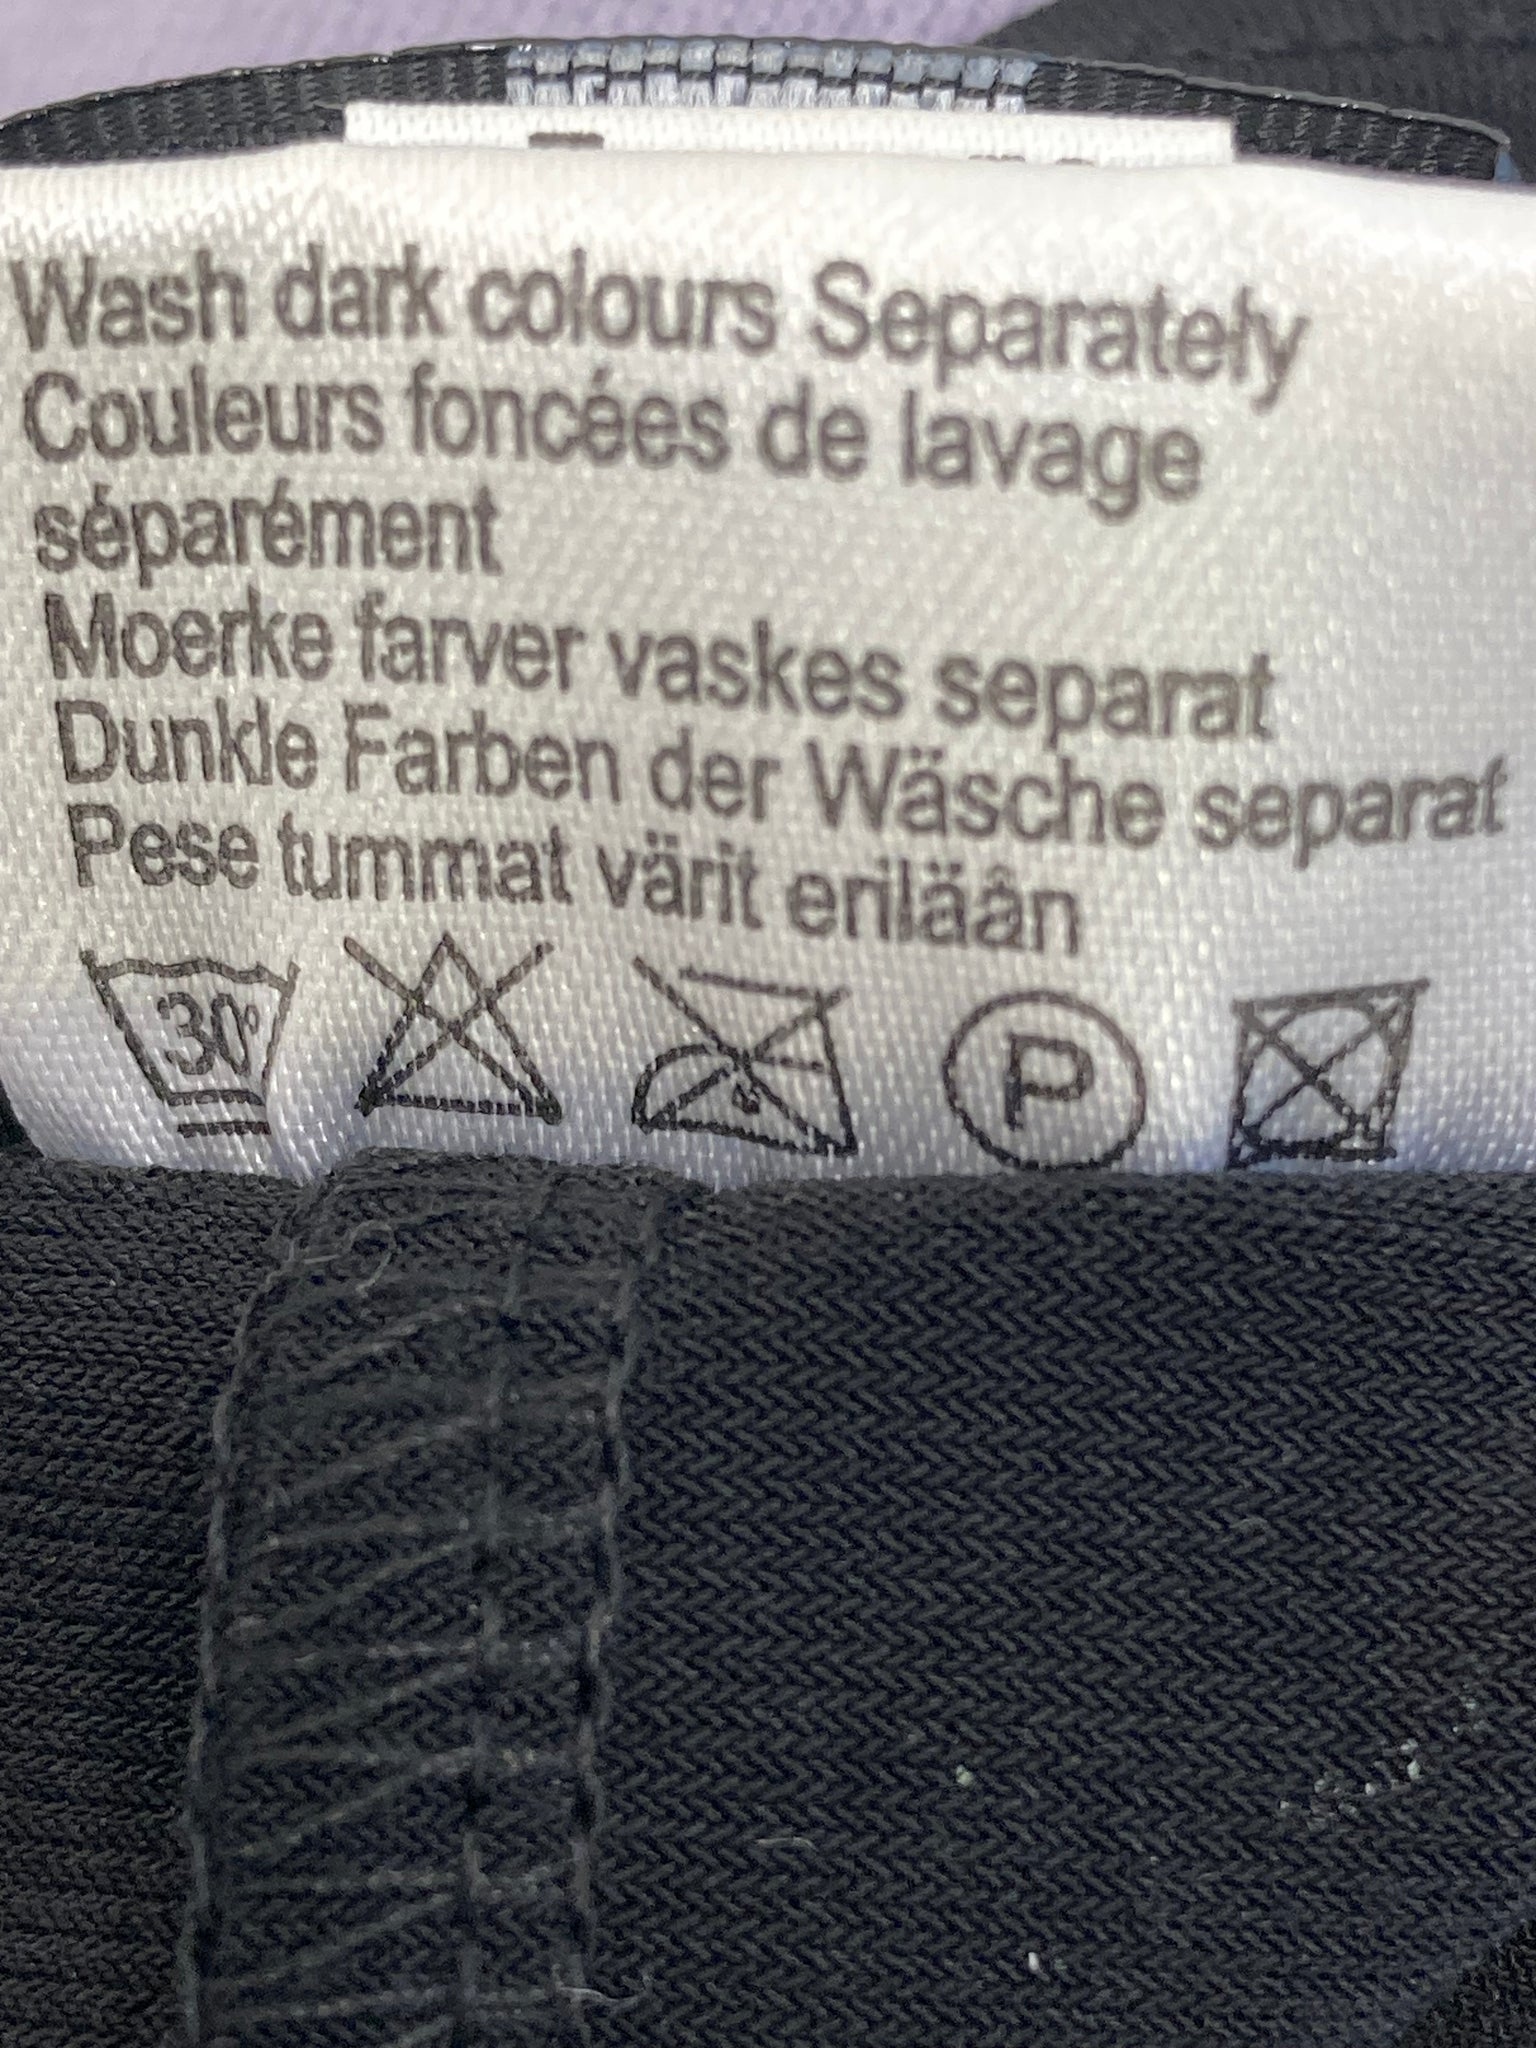 Wash dark colours Separately
Couleurs foncées de lavage
séparément
Moerke farver vaskes separat
Dunkle Farben der Wäsche separat
Pese tummat värit erilään
30°
P